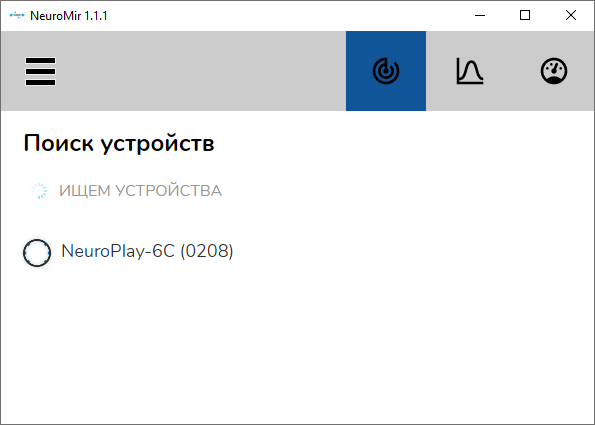 NeuroMir 1.1.1
Поиск устройств
ИЩЕМ УСТРОЙСТВА
NeuroPlay-6C (0208)